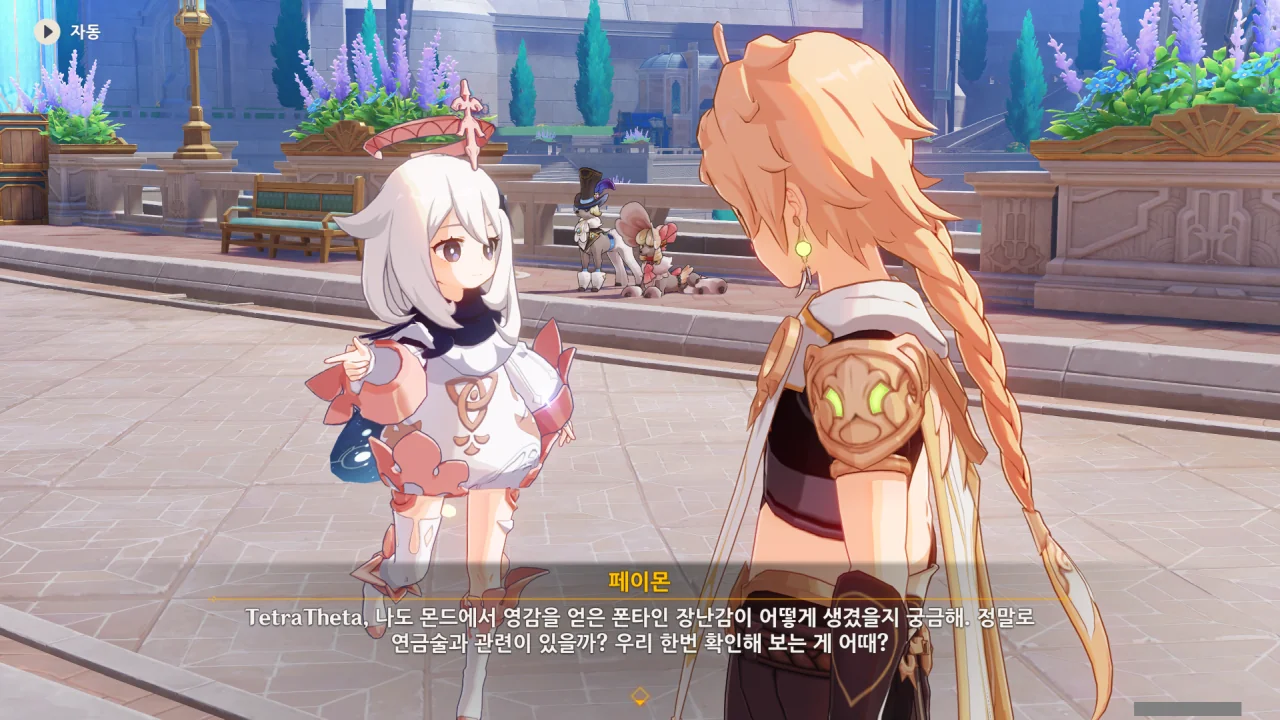 자동
페이몬
TetraTheta, 나도 몬드에서 영감을 얻은 폰타인 장난감이 어떻게 생겼을지 궁금해. 정말로
연금술과 관련이 있을까? 우리 한번 확인해 보는 게 어때?